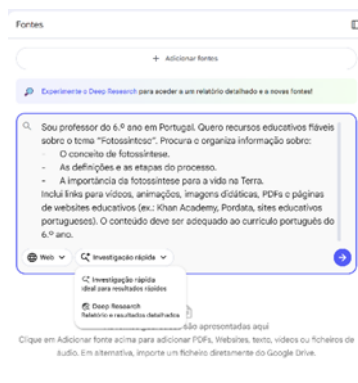 Fontes
+ Adicionar fontes
Experimente o Deep Research para aceder a um relatório detalhado e a novas fontes!
Sou professor do 6.º ano em Portugal. Quero recursos educativos fiáveis
sobre o tema "Fotossíntese". Procura e organiza informação sobre:
- O conceito de fotossíntese.
- As definições e as etapas do processo.
- A importância da fotossíntese para a vida na Terra.
Inclui links para vídeos, animações, imagens didáticas, PDFs e páginas
de websites educativos (ex.: Khan Academy, Pordata, sites educativos
portugueses). O conteúdo deve ser adequado ao currículo português do
6.º ano.
Web
Investigação rápida
Investigação rápida
Ideal para resultados rápidos
Deep Research
Relatório e resultados detalhados
são apresentadas aqui
Clique em Adicionar fonte acima para adicionar PDFs, Websites, texto, vídeos ou ficheiros de
áudio. Em alternativa, importe um ficheiro diretamente do Google Drive.